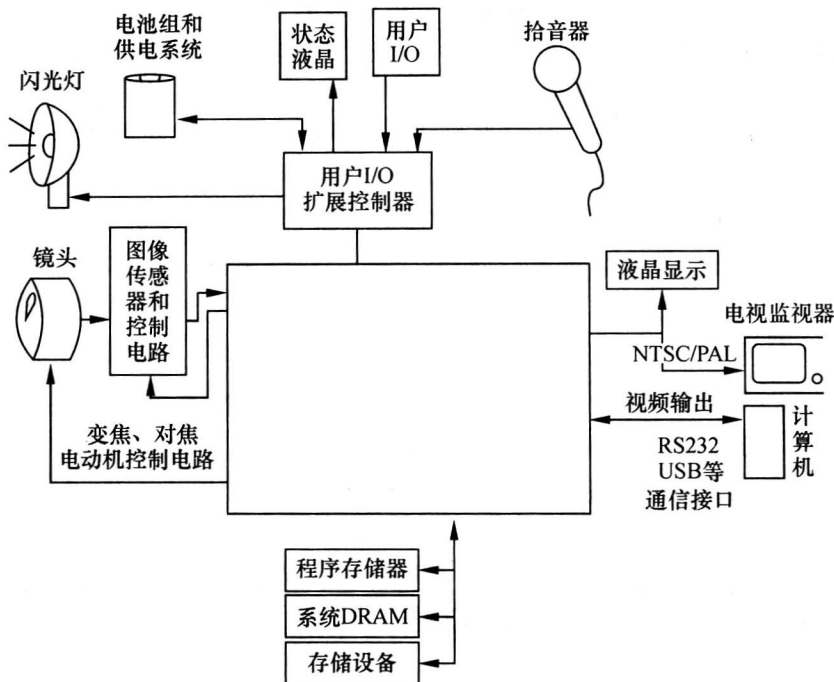 电池组和
供电系统
状态
液晶
用户
I/O
拾音器
闪光灯
用户I/O
扩展控制器
镜头
图像
传感
器和
控制
电路
液晶显示
电视监视器
NTSC/PAL
视频输出
计
算
机
RS232
USB等
通信接口
变焦、对焦
电动机控制电路
程序存储器
系统DRAM
存储设备